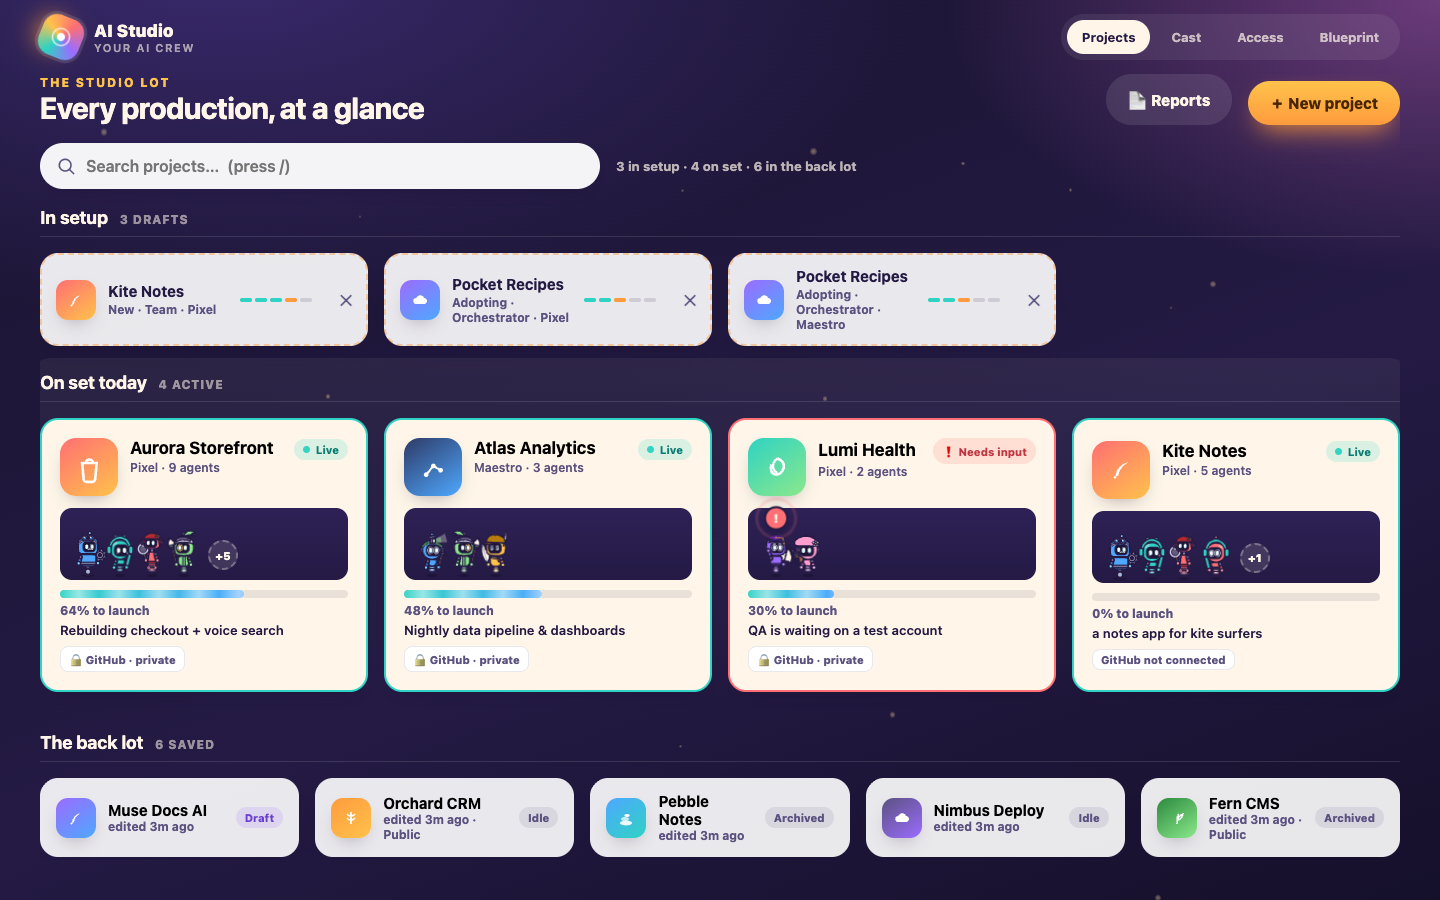 AI Studio
YOUR AI CREW
Projects
Cast
Access
Blueprint
THE STUDIO LOT
Every production, at a glance
Reports
+ New project
Search projects... (press /)
3 in setup · 4 on set · 6 in the back lot
In setup 3 DRAFTS
Kite Notes
New · Team · Pixel
Pocket Recipes
Adopting ·
Orchestrator · Pixel
Pocket Recipes
Adopting ·
Orchestrator ·
Maestro
On set today 4 ACTIVE
Aurora Storefront
Live
Pixel · 9 agents
+5
64% to launch
Rebuilding checkout + voice search
GitHub · private
Atlas Analytics
Live
Maestro · 3 agents
48% to launch
Nightly data pipeline & dashboards
GitHub · private
Lumi Health
! Needs input
Pixel · 2 agents
!
30% to launch
QA is waiting on a test account
GitHub · private
Kite Notes
Live
Pixel · 5 agents
+1
0% to launch
a notes app for kite surfers
GitHub not connected
The back lot 6 SAVED
Muse Docs AI
edited 3m ago
Draft
Orchard CRM
edited 3m ago ·
Public
Idle
Pebble
Notes
edited 3m ago
Archived
Nimbus Deploy
edited 3m ago
Idle
Fern CMS
edited 3m ago ·
Public
Archived